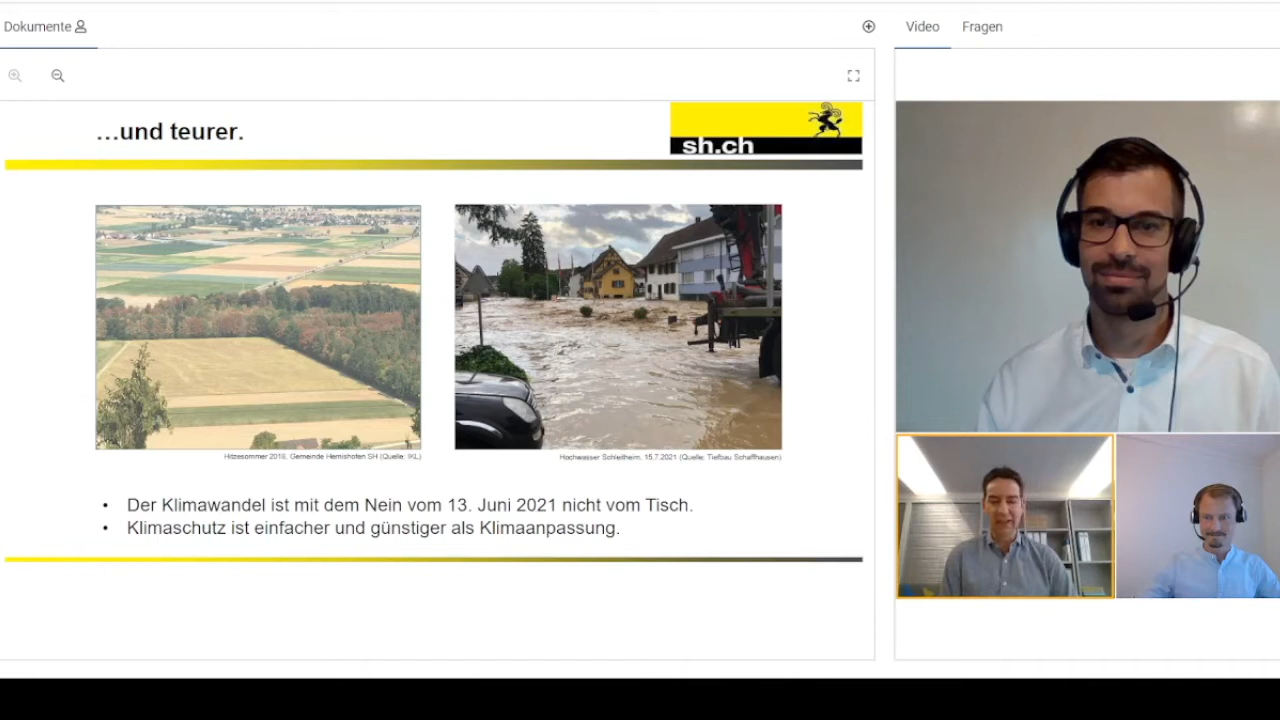 Dokumente
Video Fragen
…und teurer.
sh.ch
Hitzesommer 2018, Gemeinde Hemishofen SH (Quelle: IKL)
Hochwasser Schleitheim, 15.7.2021 (Quelle: Tiefbau Schaffhausen)
• Der Klimawandel ist mit dem Nein vom 13. Juni 2021 nicht vom Tisch.
• Klimaschutz ist einfacher und günstiger als Klimaanpassung.